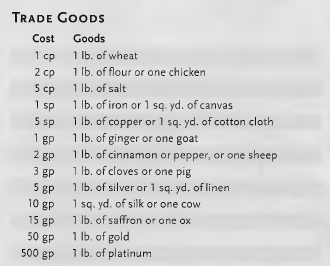 TRADE GOODS
Cost Goods
1 cp 1 lb. of wheat
2 cp 1 lb. of flour or one chicken
5 cp 1 lb. of salt
1 sp 1 lb. of iron or 1 sq. yd. of canvas
5 sp 1 lb. of copper or 1 sq. yd. of cotton cloth
1 gp 1 lb. of ginger or one goat
2 gp 1 lb. of cinnamon or pepper, or one sheep
3 gp 1 lb. of cloves or one pig
5 gp 1 lb. of silver or 1 sq. yd. of linen
10 gp 1 sq. yd. of silk or one cow
15 gp 1 lb. of saffron or one ox
50 gp 1 lb. of gold
500 gp 1 lb. of platinum